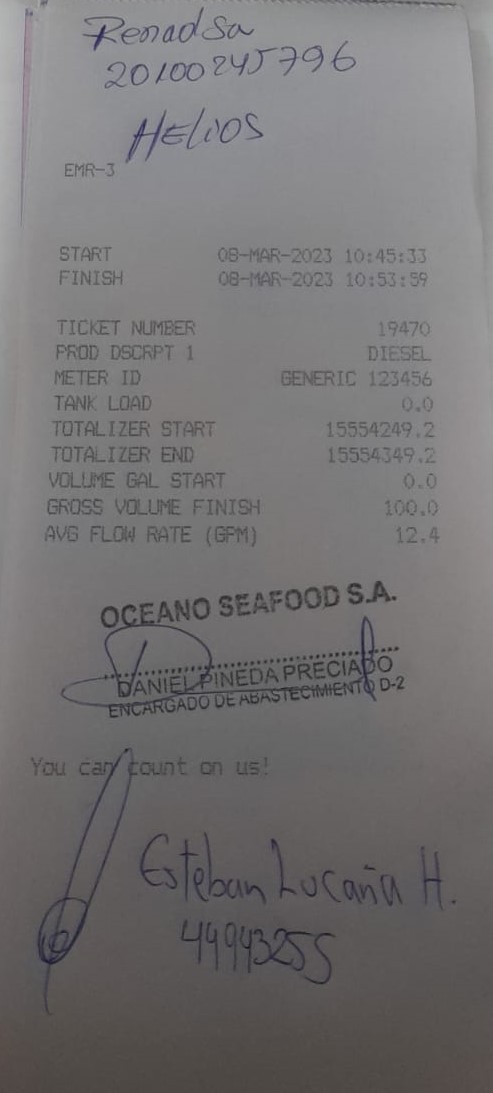 Renadsa
20100245796
HELIOS
EMR-3
START 08-MAR-2023 10:45:33
FINISH 08-MAR-2023 10:53:59
TICKET NUMBER 19470
PROD DSCRPT 1 DIESEL
METER ID GENERIC 123456
TANK LOAD 0.0
TOTALIZER START 15554249.2
TOTALIZER END 15554349.2
VOLUME GAL START 0.0
GROSS VOLUME FINISH 100.0
AVG FLOW RATE (GPM) 12.4
OCEANO SEAFOOD S.A.
DANIEL PINEDA PRECIADO
ENCARGADO DE ABASTECIMIENTO D-2
You can count on us!
Esteban Lucaña H.
44943255